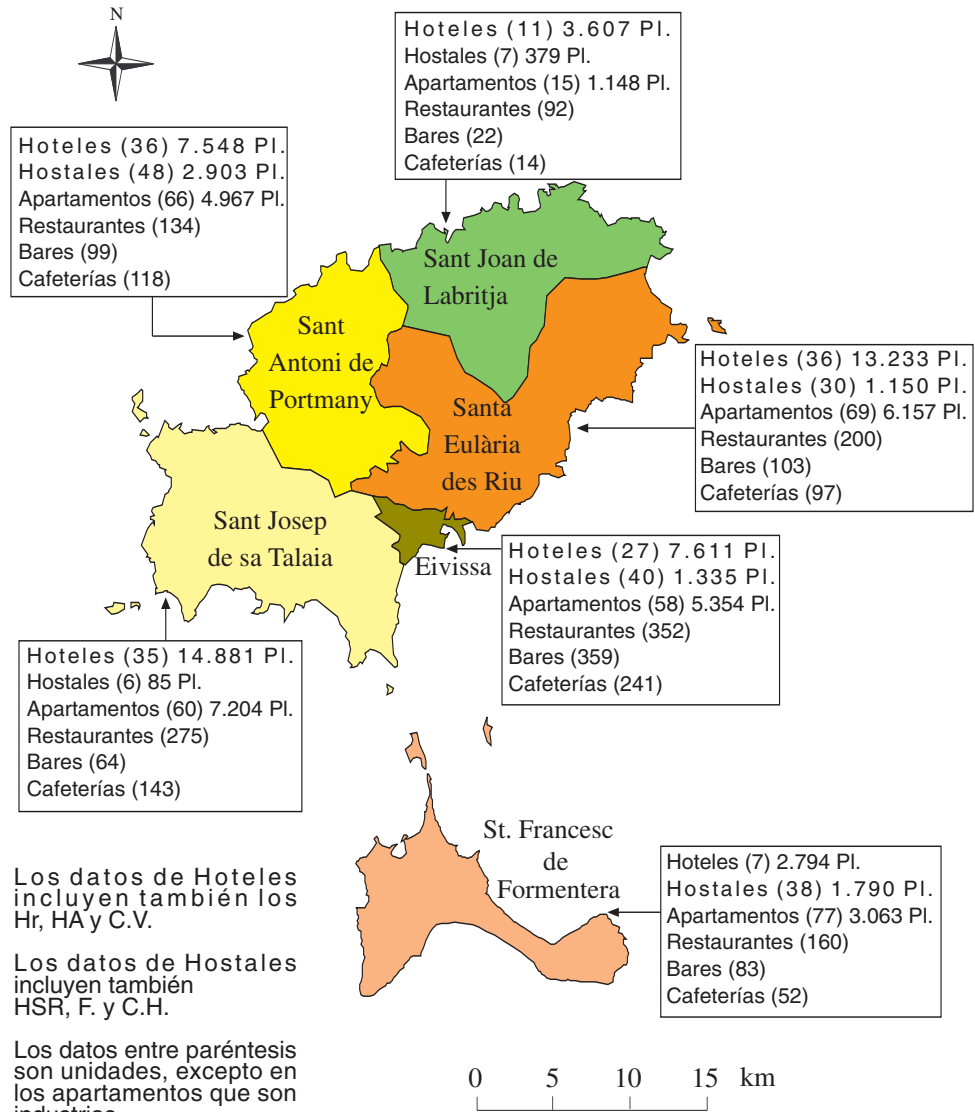 N
Hoteles (11) 3.607 Pl.
Hostales (7) 379 Pl.
Apartamentos (15) 1.148 Pl.
Restaurantes (92)
Bares (22)
Cafeterías (14)
Hoteles (36) 7.548 Pl.
Hostales (48) 2.903 Pl.
Apartamentos (66) 4.967 Pl.
Restaurantes (134)
Bares (99)
Cafeterías (118)
Sant Joan de
Labritja
Sant
Antoni de
Portmany
Hoteles (36) 13.233 Pl.
Hostales (30) 1.150 Pl.
Apartamentos (69) 6.157 Pl.
Restaurantes (200)
Bares (103)
Cafeterías (97)
Santa
Eulària
des Riu
Sant Josep
de sa Talaia
Eivissa
Hoteles (27) 7.611 Pl.
Hostales (40) 1.335 Pl.
Apartamentos (58) 5.354 Pl.
Restaurantes (352)
Bares (359)
Cafeterías (241)
Hoteles (35) 14.881 Pl.
Hostales (6) 85 Pl.
Apartamentos (60) 7.204 Pl.
Restaurantes (275)
Bares (64)
Cafeterías (143)
St. Francesc
de
Formentera
Hoteles (7) 2.794 Pl.
Hostales (38) 1.790 Pl.
Apartamentos (77) 3.063 Pl.
Restaurantes (160)
Bares (83)
Cafeterías (52)
Los datos de Hoteles
incluyen también los
Hr, HA y C.V.
Los datos de Hostales
incluyen también
HSR, F. y C.H.
Los datos entre paréntesis
son unidades, excepto en
los apartamentos que son
industrias
0 5 10 15 km